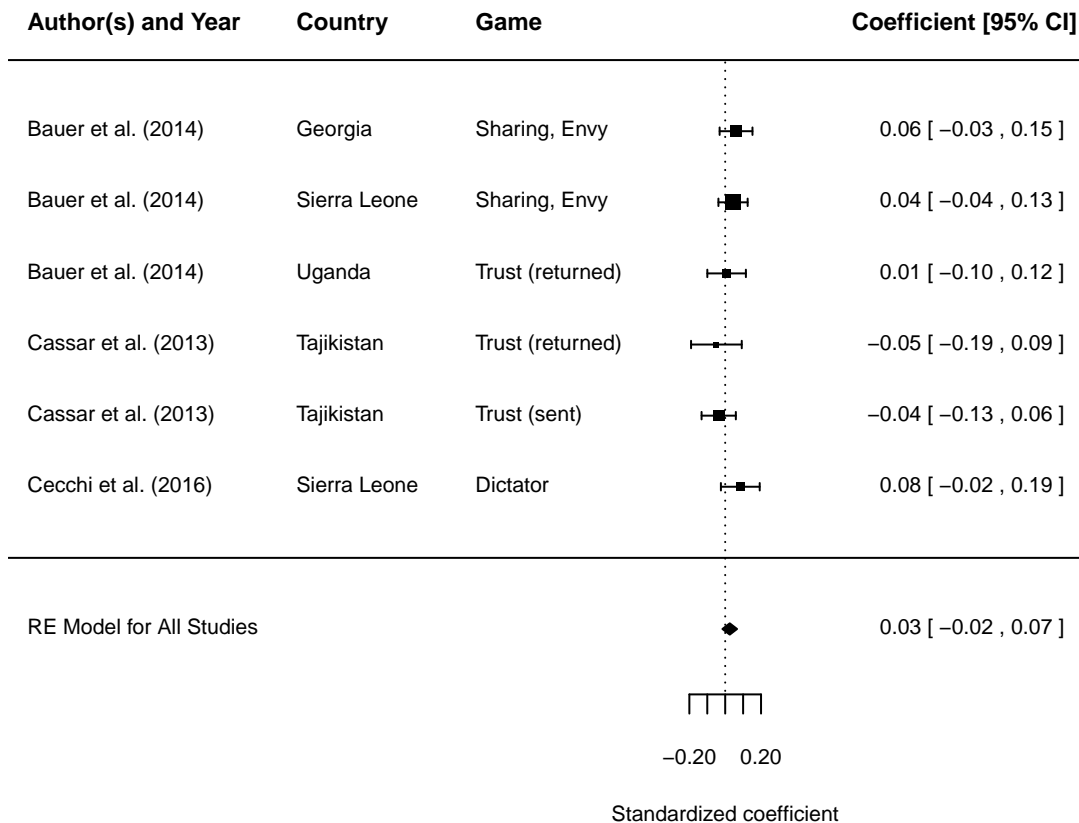 Author(s) and Year Country Game Coefficient [95% CI]
Bauer et al. (2014) Georgia Sharing, Envy 0.06 [ −0.03 , 0.15 ]
Bauer et al. (2014) Sierra Leone Sharing, Envy 0.04 [ −0.04 , 0.13 ]
Bauer et al. (2014) Uganda Trust (returned) 0.01 [ −0.10 , 0.12 ]
Cassar et al. (2013) Tajikistan Trust (returned) −0.05 [ −0.19 , 0.09 ]
Cassar et al. (2013) Tajikistan Trust (sent) −0.04 [ −0.13 , 0.06 ]
Cecchi et al. (2016) Sierra Leone Dictator 0.08 [ −0.02 , 0.19 ]
RE Model for All Studies 0.03 [ −0.02 , 0.07 ]
−0.20 0.20
Standardized coefficient